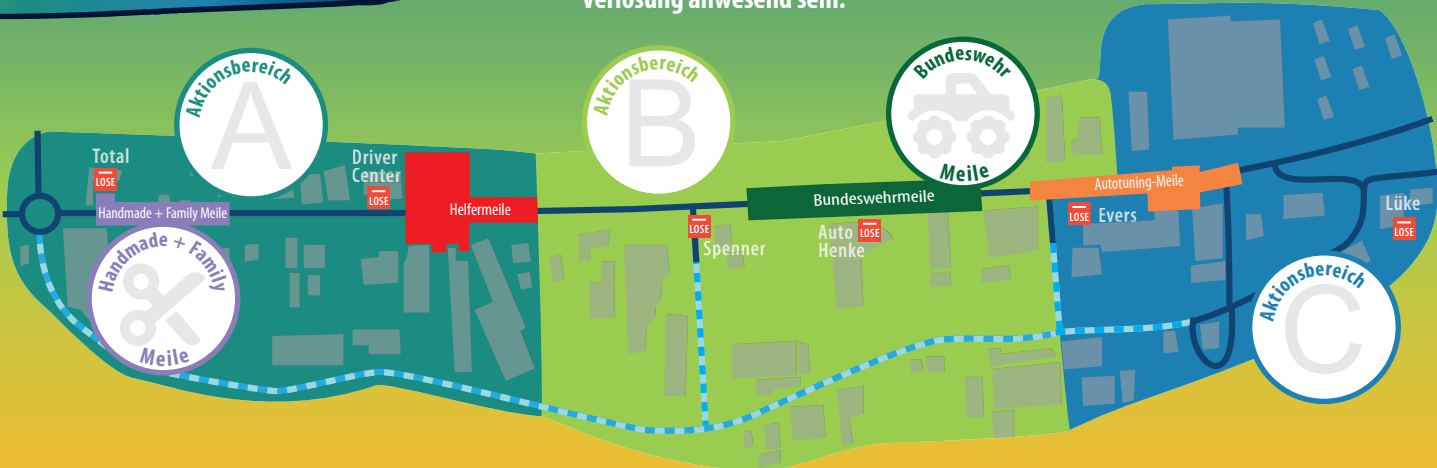 Verlosung anwesend sein.
Aktionsbereich
A
Aktionsbereich
B
Bundeswehr
Meile
Total
LOSE
Driver
Center
LOSE
Handmade + Family Meile
Helfermeile
Bundeswehrmeile
Autotuning-Meile
LOSE
Spenner
Auto
Henke
LOSE
LOSE
Evers
Lüke
LOSE
Handmade + Family
Meile
Aktionsbereich
C